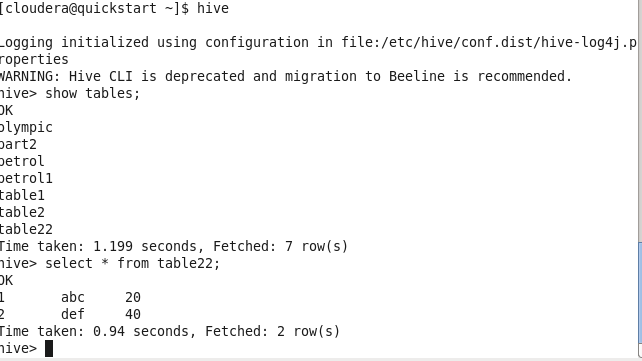 [cloudera@quickstart ~]$ hive
Logging initialized using configuration in file:/etc/hive/conf.dist/hive-log4j.p
roperties
WARNING: Hive CLI is deprecated and migration to Beeline is recommended.
hive> show tables;
OK
olympic
part2
petrol
petrol1
table1
table2
table22
Time taken: 1.199 seconds, Fetched: 7 row(s)
hive> select * from table22;
OK
1 abc 20
2 def 40
Time taken: 0.94 seconds, Fetched: 2 row(s)
hive>